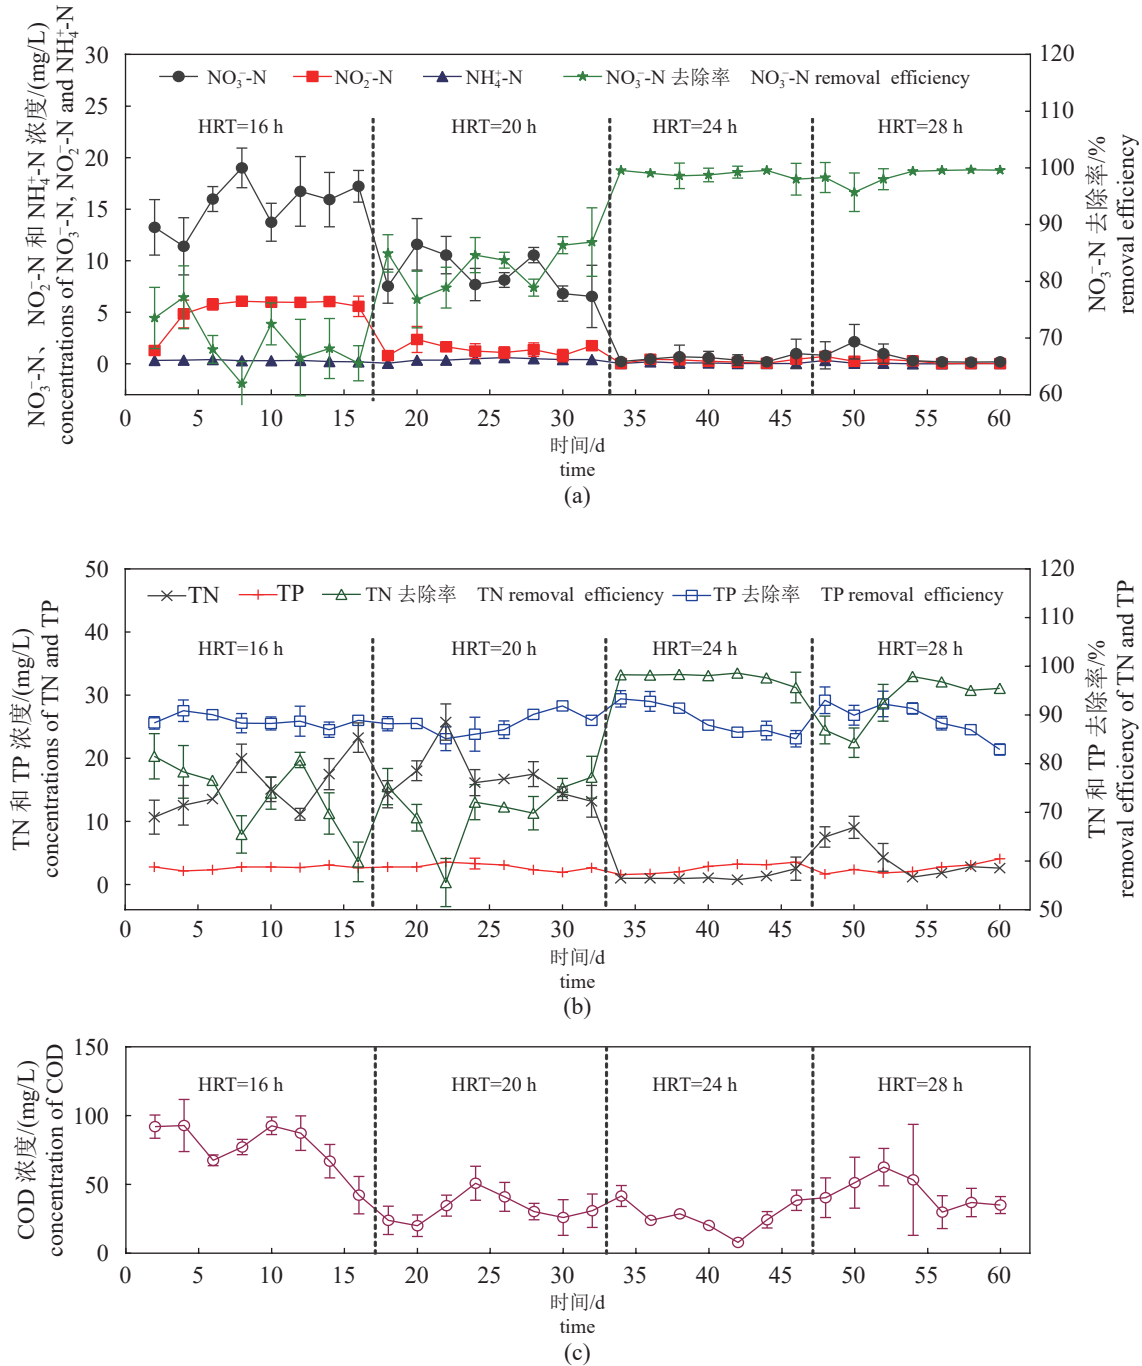 NO₃⁻-N、NO₂⁻-N 和 NH₄⁺-N 浓度/(mg/L)
concentrations of NO₃⁻-N, NO₂⁻-N and NH₄⁺-N
30
25
20
15
10
5
0
NO₃⁻-N NO₂⁻-N NH₄⁺-N NO₃⁻-N 去除率 NO₃⁻-N removal efficiency
HRT=16 h HRT=20 h HRT=24 h HRT=28 h
120
110
100
90
80
70
60
NO₃⁻-N 去除率/%
removal efficiency
0 5 10 15 20 25 30 35 40 45 50 55 60
时间/d
time
(a)
TN 和 TP 浓度/(mg/L)
concentrations of TN and TP
50
40
30
20
10
0
TN TP TN 去除率 TN removal efficiency TP 去除率 TP removal efficiency
HRT=16 h HRT=20 h HRT=24 h HRT=28 h
120
110
100
90
80
70
60
50
TN 和 TP 去除率/%
removal efficiency of TN and TP
0 5 10 15 20 25 30 35 40 45 50 55 60
时间/d
time
(b)
COD 浓度/(mg/L)
concentration of COD
150
100
50
0
HRT=16 h HRT=20 h HRT=24 h HRT=28 h
0 5 10 15 20 25 30 35 40 45 50 55 60
时间/d
time
(c)